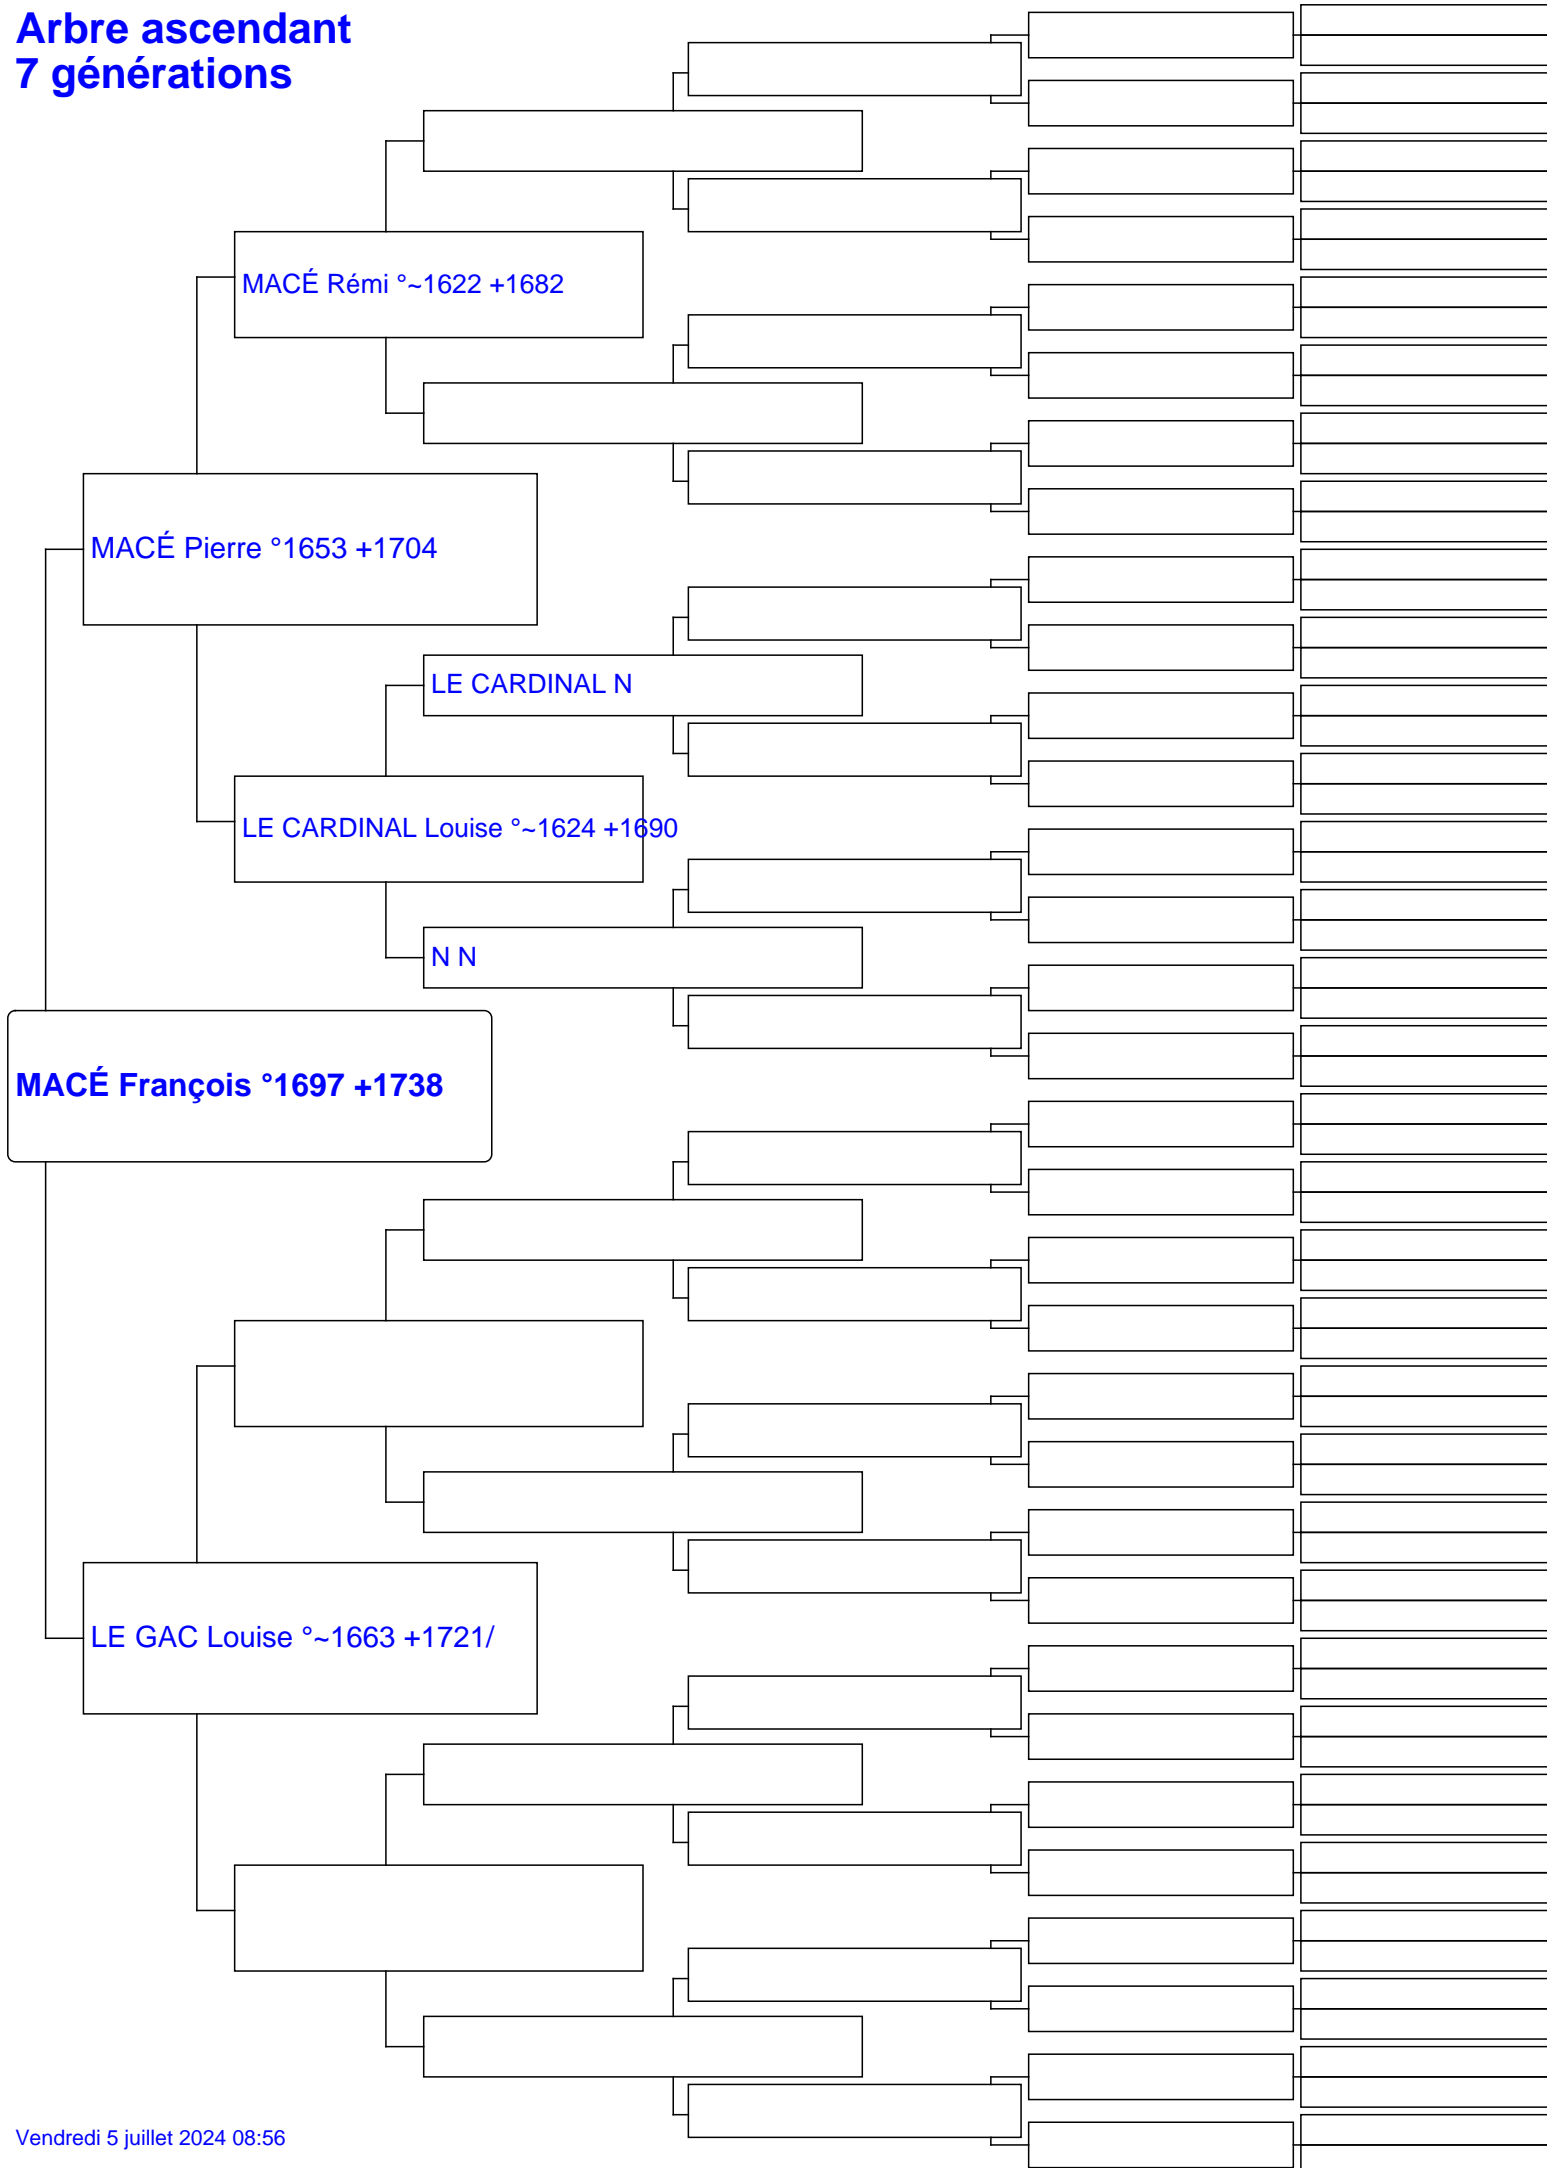 Arbre ascendant
7 générations
MACÉ Rémi °~1622 +1682
MACÉ Pierre °1653 +1704
LE CARDINAL N
LE CARDINAL Louise °~1624 +1690
N N
MACÉ François °1697 +1738
LE GAC Louise °~1663 +1721/
Vendredi 5 juillet 2024 08:56